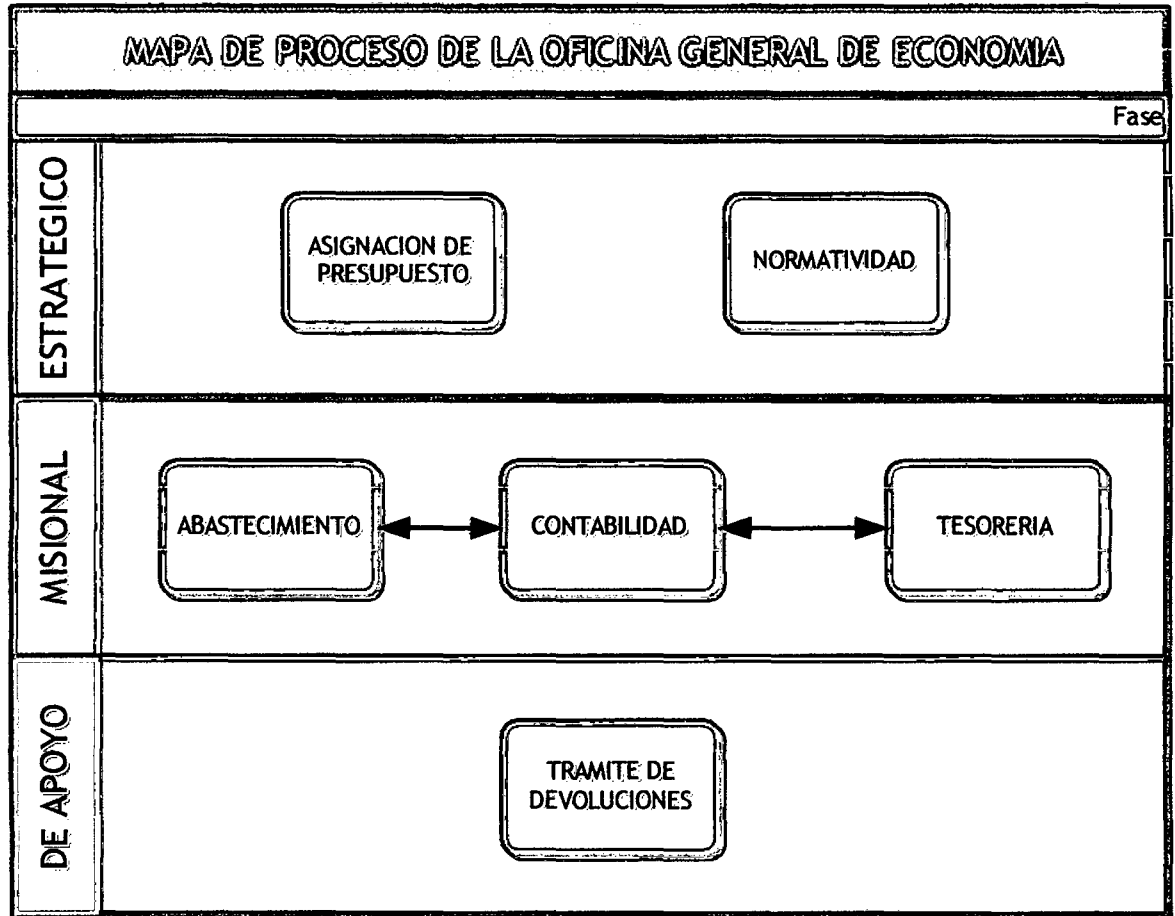 MAPA DE PROCESO DE LA OFICINA GENERAL DE ECONOMIA
Fase
ESTRATEGICO
ASIGNACION DE
PRESUPUESTO
NORMATIVIDAD
MISIONAL
ABASTECIMIENTO
CONTABILIDAD
TESORERIA
DE APOYO
TRAMITE DE
DEVOLUCIONES